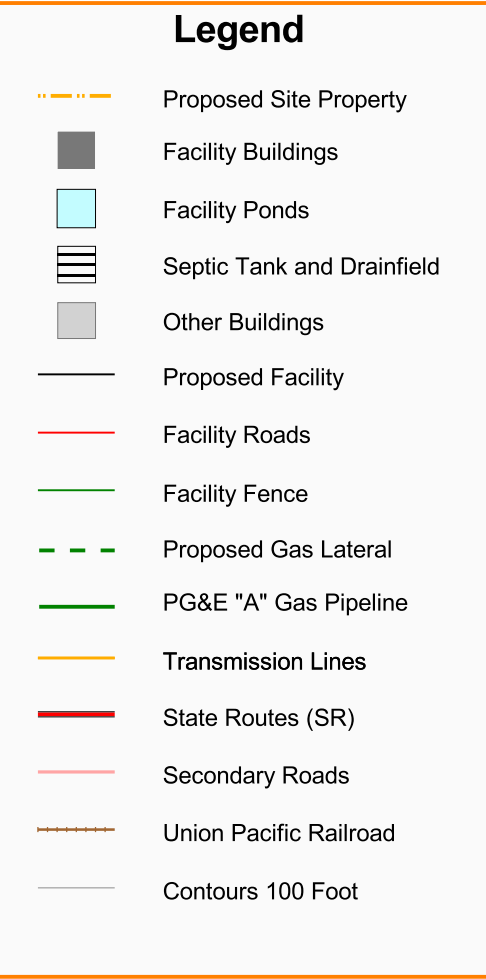 Legend
Proposed Site Property
Facility Buildings
Facility Ponds
Septic Tank and Drainfield
Other Buildings
Proposed Facility
Facility Roads
Facility Fence
Proposed Gas Lateral
PG&E "A" Gas Pipeline
Transmission Lines
State Routes (SR)
Secondary Roads
Union Pacific Railroad
Contours 100 Foot